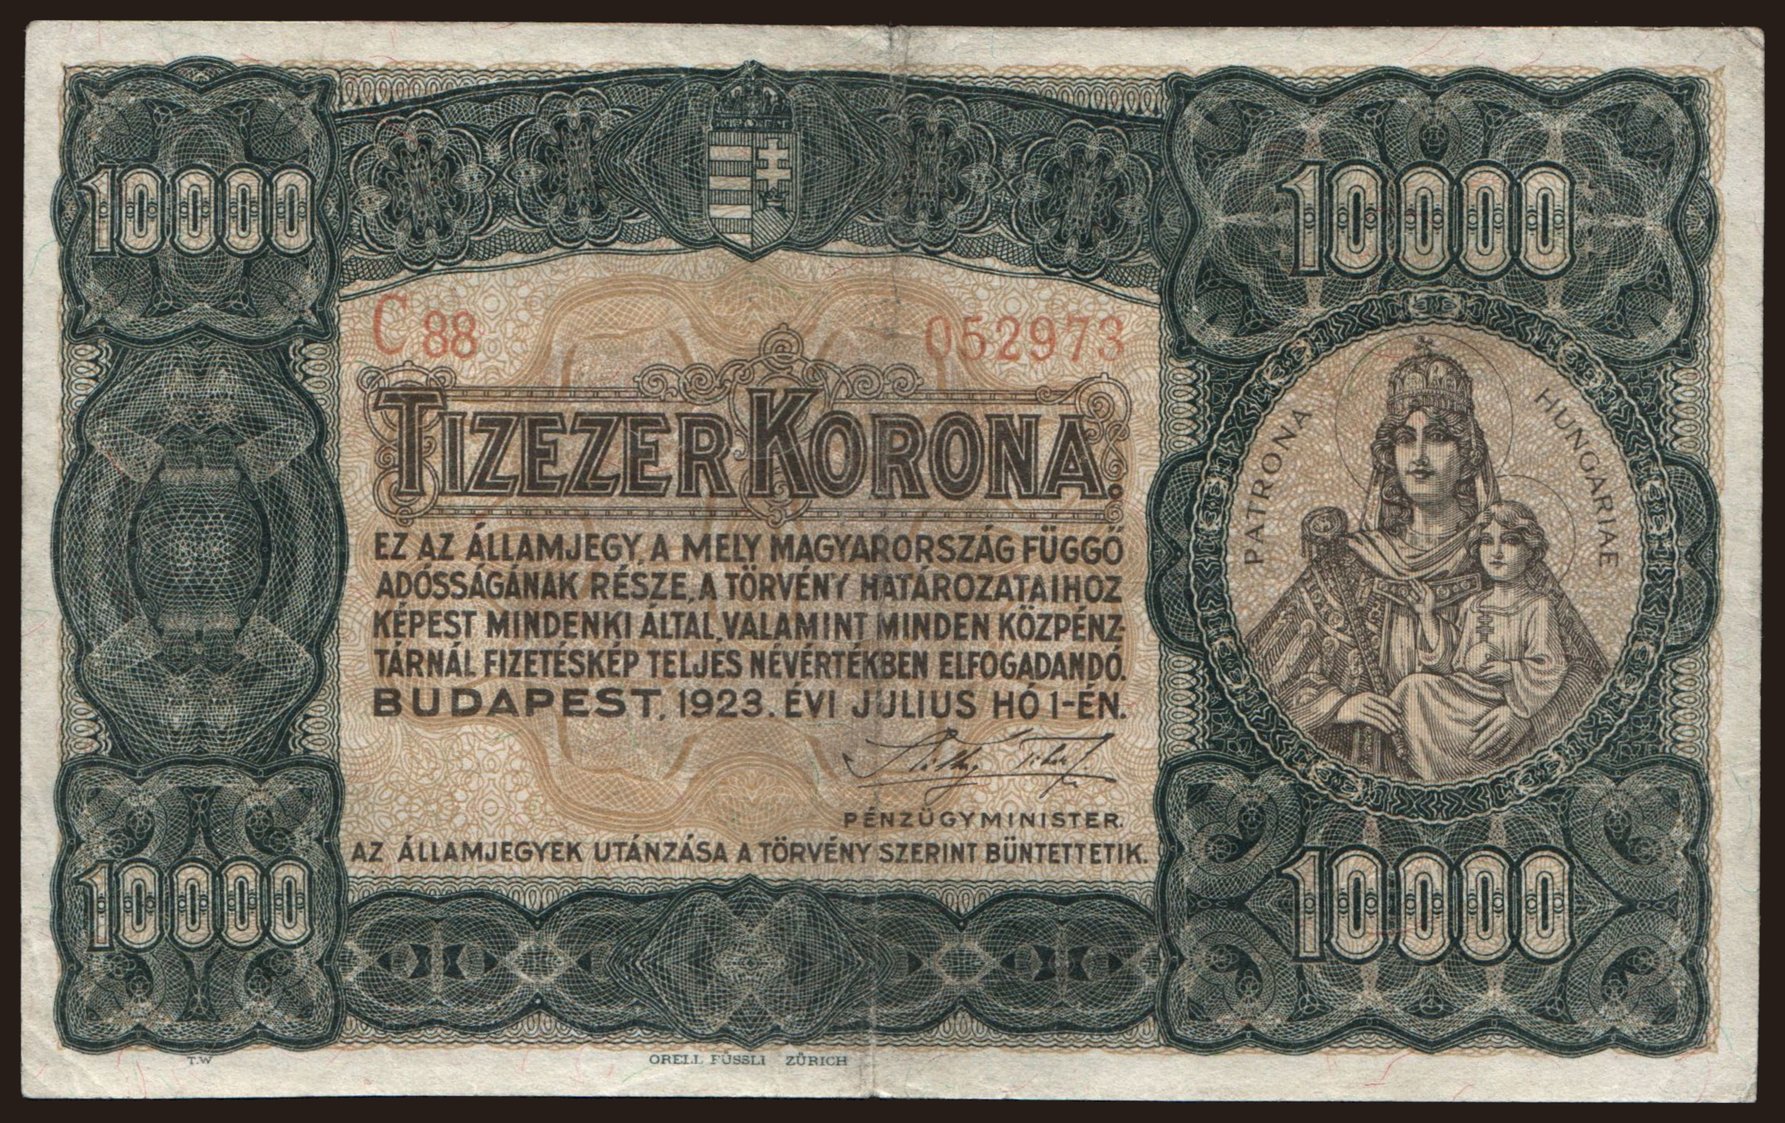 10000
10000
C 88
052973
TIZEZER KORONA.
EZ AZ ÁLLAMJEGY, A MELY MAGYARORSZÁG FÜGGŐ
ADÓSSÁGÁNAK RÉSZE, A TÖRVÉNY HATÁROZATAIHOZ
KÉPEST MINDENKI ÁLTAL, VALAMINT MINDEN KÖZPÉNZ-
TÁRNÁL FIZETÉSKÉP TELJES NÉVÉRTÉKBEN ELFOGADANDÓ.
BUDAPEST, 1923. ÉVI JULIUS HÓ 1-ÉN.
PÉNZÜGYMINISTER.
AZ ÁLLAMJEGYEK UTÁNZÁSA A TÖRVÉNY SZERINT BÜNTETTETIK.
PATRONA
HUNGARIAE
10000
10000
T.W
ORELL FÜSSLI ZÜRICH